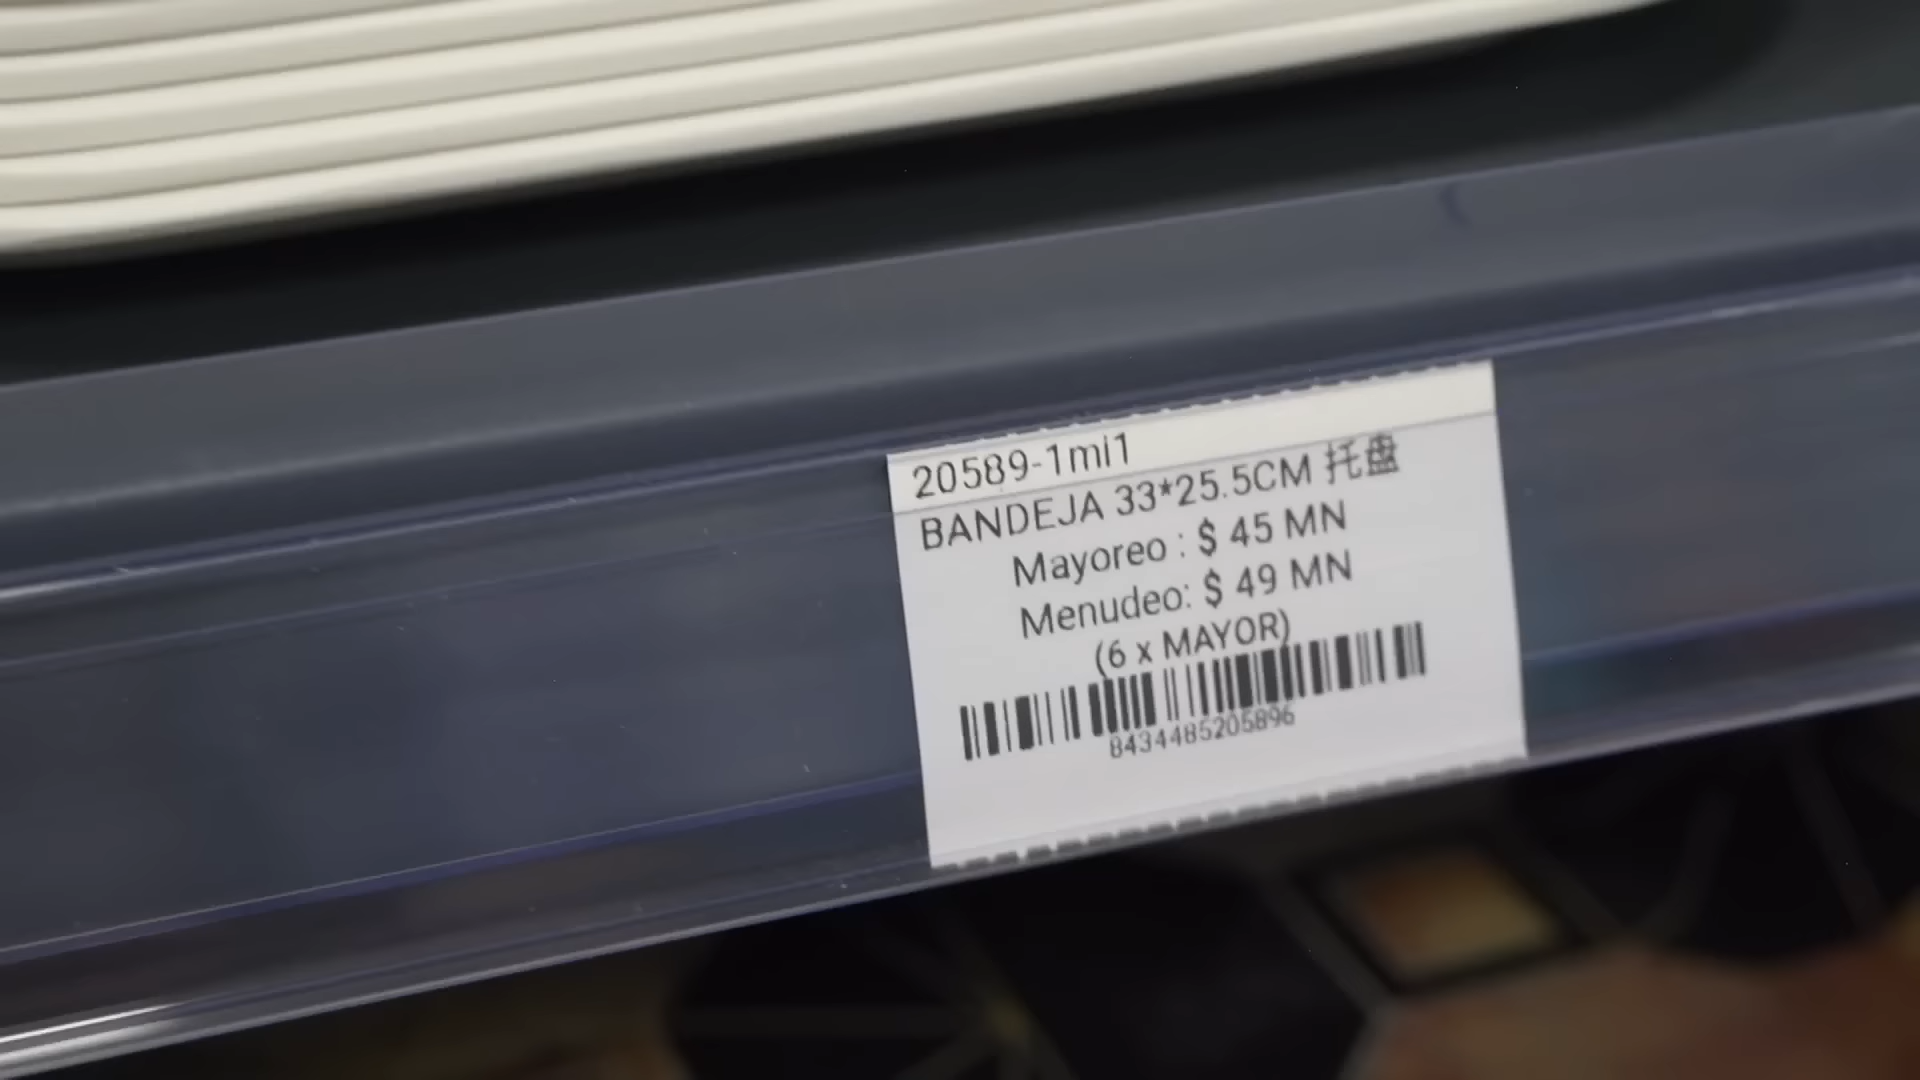 20589-1ml1
BANDEJA 33*25.5CM 托盘
Mayoreo : $ 45 MN
Menudeo: $ 49 MN
(6 x MAYOR)
8434485205896